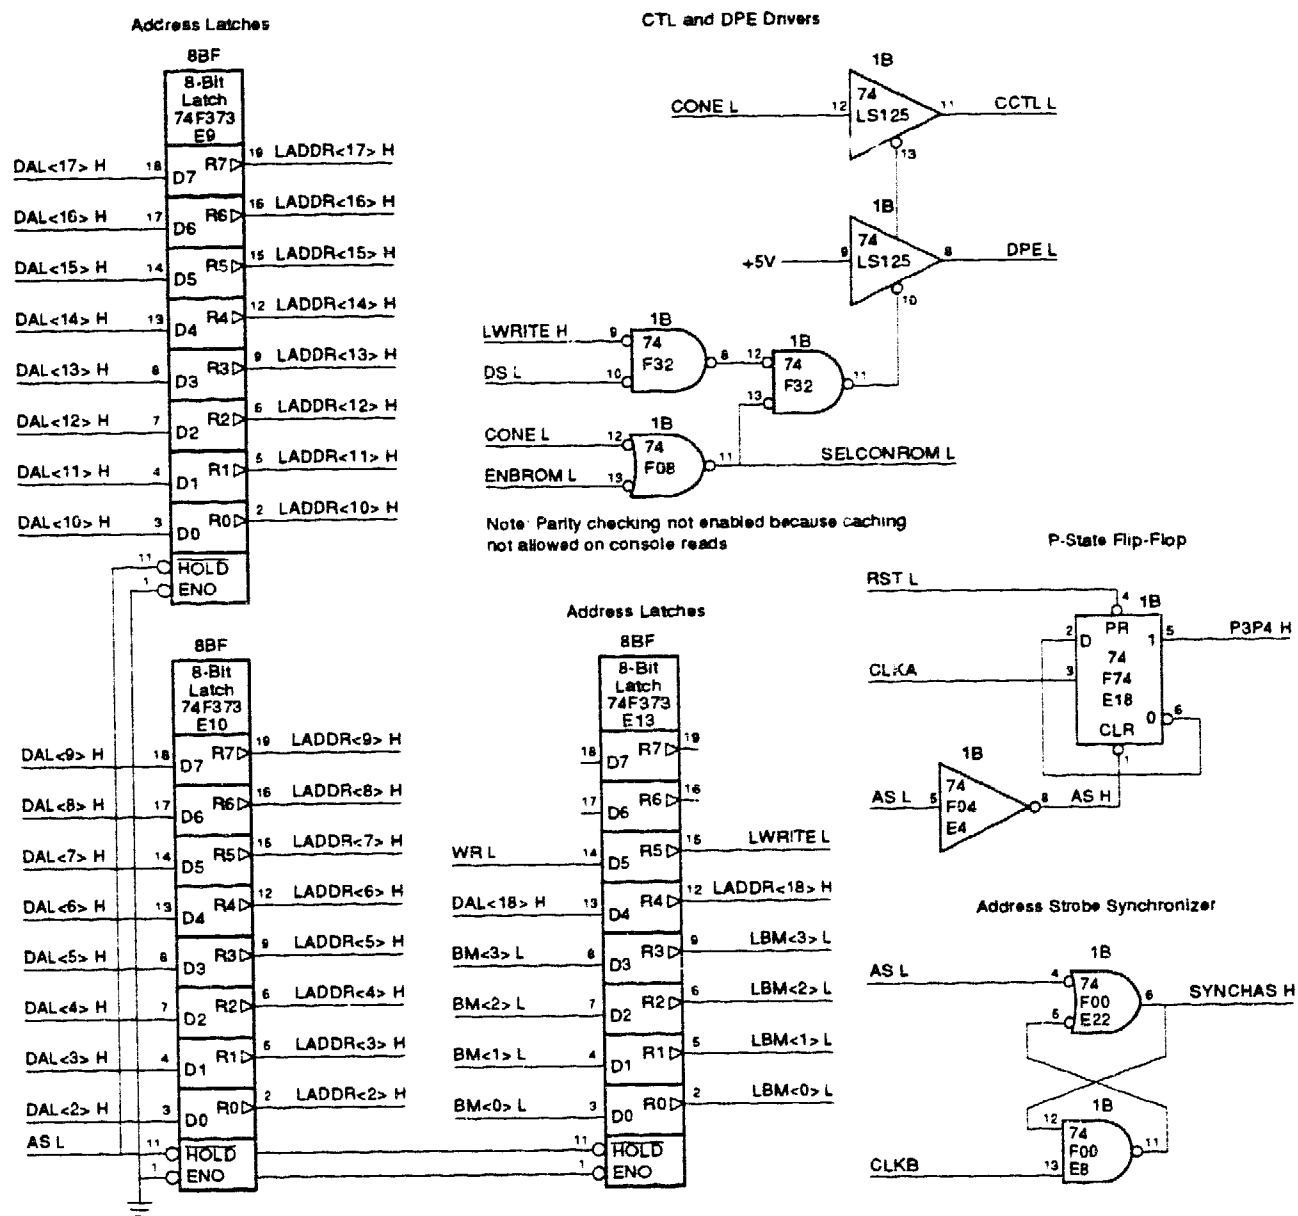 Address Latches
8BF
8-Bit
Latch
74F373
E9
DAL<17> H 18 D7 R7 19 LADDR<17> H
DAL<16> H 17 D6 R6 16 LADDR<16> H
DAL<15> H 14 D5 R5 15 LADDR<15> H
DAL<14> H 13 D4 R4 12 LADDR<14> H
DAL<13> H 8 D3 R3 9 LADDR<13> H
DAL<12> H 7 D2 R2 6 LADDR<12> H
DAL<11> H 4 D1 R1 5 LADDR<11> H
DAL<10> H 3 D0 R0 2 LADDR<10> H
11 HOLD
1 ENO
CTL and DPE Drivers
1B
CONE L 12 74 LS125 11 CCTL L
13
1B
+5V 9 74 LS125 8 DPE L
10
1B
LWRITE H 9 74
DS L 10 F32 8
1B
12 74
13 F32 11
1B
CONE L 12 74
ENBROM L 13 F08 11 SELCONROM L
Note: Parity checking not enabled because caching
not allowed on console reads
P-State Flip-Flop
RST L 4 1B
2 D PR 1 5 P3P4 H
CLKA 3 74
F74
E18
0 6
CLR
1
1B
AS L 5 74 F04 E4 8 AS H
8BF
8-Bit
Latch
74F373
E10
DAL<9> H 18 D7 R7 19 LADDR<9> H
DAL<8> H 17 D6 R6 16 LADDR<8> H
DAL<7> H 14 D5 R5 15 LADDR<7> H
DAL<6> H 13 D4 R4 12 LADDR<6> H
DAL<5> H 8 D3 R3 9 LADDR<5> H
DAL<4> H 7 D2 R2 6 LADDR<4> H
DAL<3> H 4 D1 R1 5 LADDR<3> H
DAL<2> H 3 D0 R0 2 LADDR<2> H
AS L 11 HOLD
1 ENO
Address Latches
8BF
8-Bit
Latch
74F373
E13
18 D7 R7 19
17 D6 R6 16
WR L 14 D5 R5 15 LWRITE L
DAL<18> H 13 D4 R4 12 LADDR<18> H
BM<3> L 8 D3 R3 9 LBM<3> L
BM<2> L 7 D2 R2 6 LBM<2> L
BM<1> L 4 D1 R1 5 LBM<1> L
BM<0> L 3 D0 R0 2 LBM<0> L
11 HOLD
1 ENO
Address Strobe Synchronizer
1B
AS L 4 74
F00 6 SYNCHAS H
5 E22
1B
12 74
F00 11
CLKB 13 E8